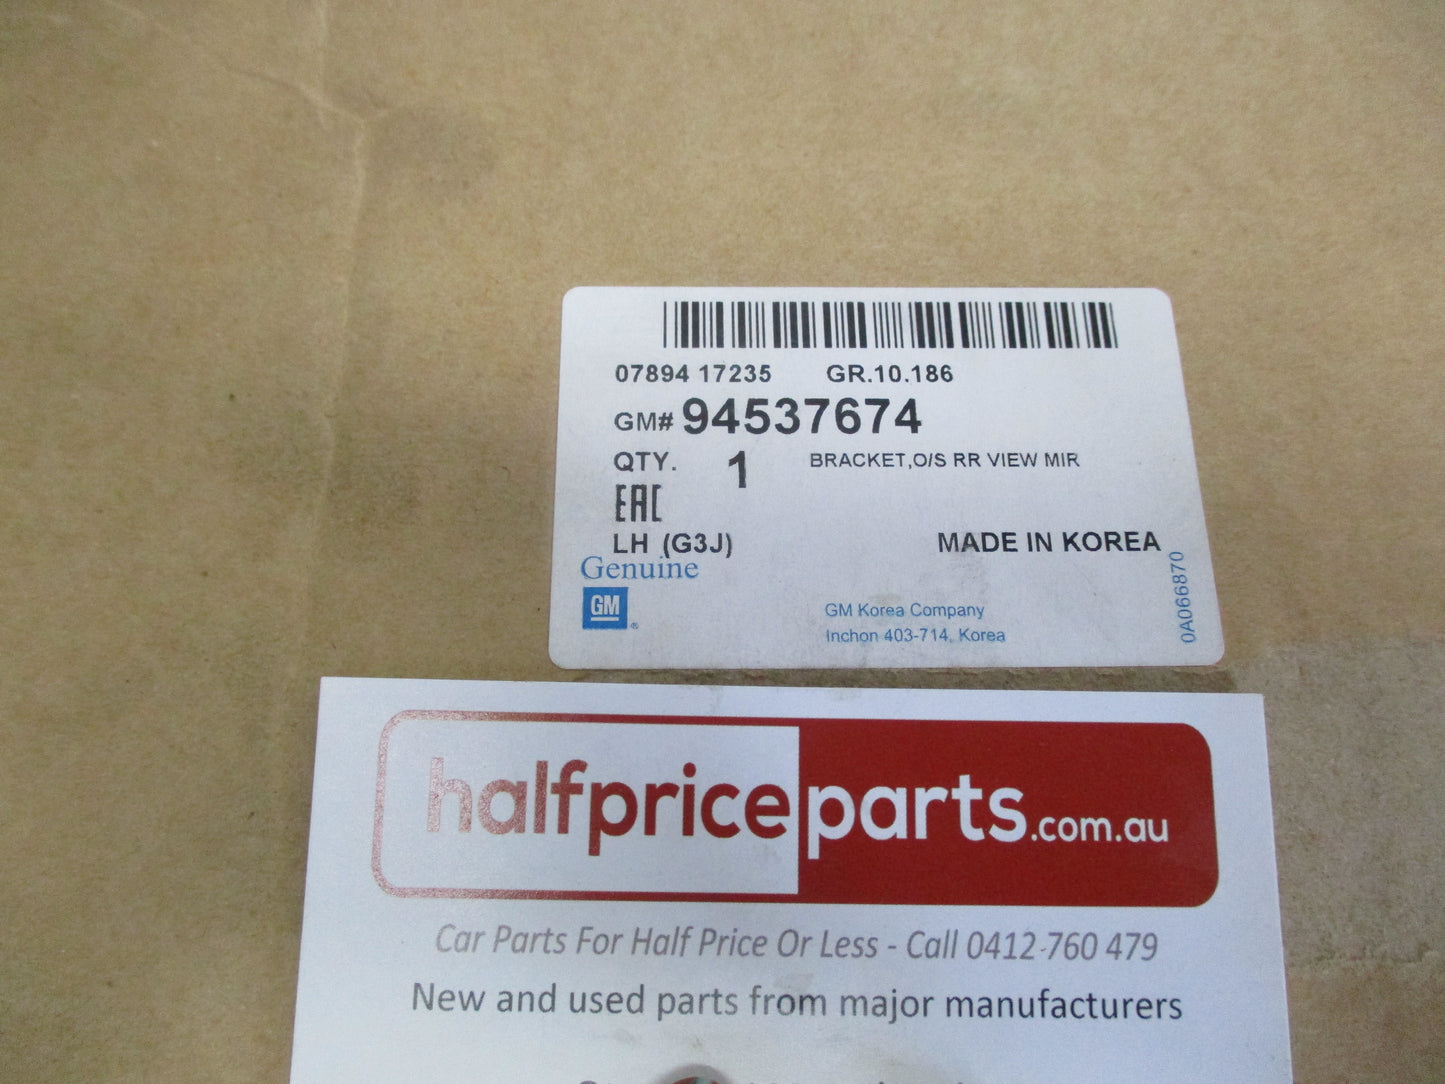 07894 17235 GR.10.186
GM# 94537674
QTY. 1 BRACKET,O/S RR VIEW MIR
EAC
LH (G3J) MADE IN KOREA
Genuine
GM ®
GM Korea Company
Inchon 403-714, Korea
0A066870
halfpriceparts.com.au
Car Parts For Half Price Or Less - Call 0412-760 479
New and used parts from major manufacturers